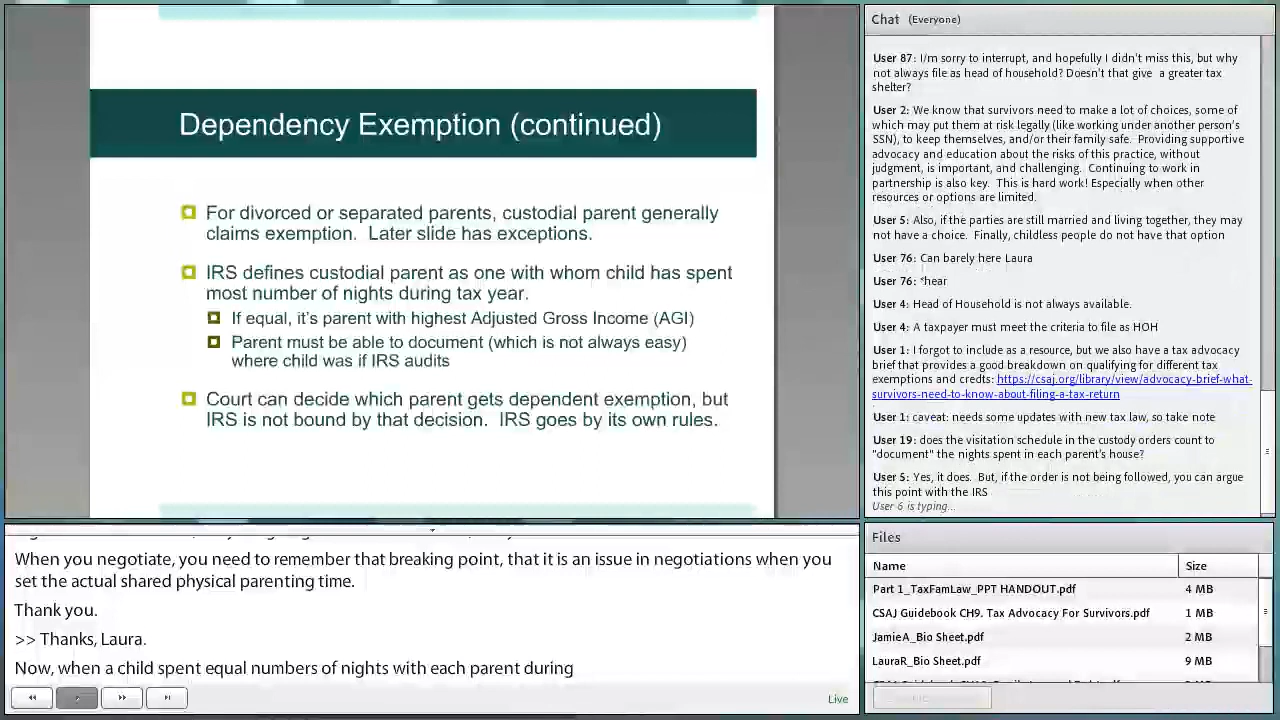 Dependency Exemption (continued)
For divorced or separated parents, custodial parent generally
claims exemption.  Later slide has exceptions.
IRS defines custodial parent as one with whom child has spent
most number of nights during tax year.
If equal, it's parent with highest Adjusted Gross Income (AGI)
Parent must be able to document (which is not always easy)
where child was if IRS audits
Court can decide which parent gets dependent exemption, but
IRS is not bound by that decision.  IRS goes by its own rules.
When you negotiate, you need to remember that breaking point, that it is an issue in negotiations when you
set the actual shared physical parenting time.
Thank you.
>> Thanks, Laura.
Now, when a child spent equal numbers of nights with each parent during
Live
Chat (Everyone)
User 87: I/m sorry to interrupt, and hopefully I didn't miss this, but why
not always file as head of household? Doesn't that give  a greater tax
shelter?
User 2: We know that survivors need to make a lot of choices, some of
which may put them at risk legally (like working under another person's
SSN), to keep themselves, and/or their family safe.  Providing supportive
advocacy and education about the risks of this practice, without
judgment, is important, and challenging.  Continuing to work in
partnership is also key.  This is hard work! Especially when other
resources or options are limited.
User 5: Also, if the parties are still married and living together, they may
not have a choice.  Finally, childless people do not have that option
User 76: Can barely here Laura
User 76: *hear
User 4: Head of Household is not always available.
User 4: A taxpayer must meet the criteria to file as HOH
User 1: I forgot to include as a resource, but we also have a tax advocacy
brief that provides a good breakdown on qualifying for different tax
exemptions and credts: https://csaj.org/library/view/advocacy-brief-what-
survivors-need-to-know-about-filing-a-tax-return
User 1: caveat: needs some updates with new tax law, so take note
User 19: does the visitation schedule in the custody orders count to
"document" the nights spent in each parent's house?
User 5: Yes, it does.  But, if the order is not being followed, you can argue
this point with the IRS
User 6 is typing...
Files
Name Size
Part 1_TaxFamLaw_PPT HANDOUT.pdf 4 MB
CSAJ Guidebook CH9. Tax Advocacy For Survivors.pdf 1 MB
JamieA_Bio Sheet.pdf 2 MB
LauraR_Bio Sheet.pdf 9 MB